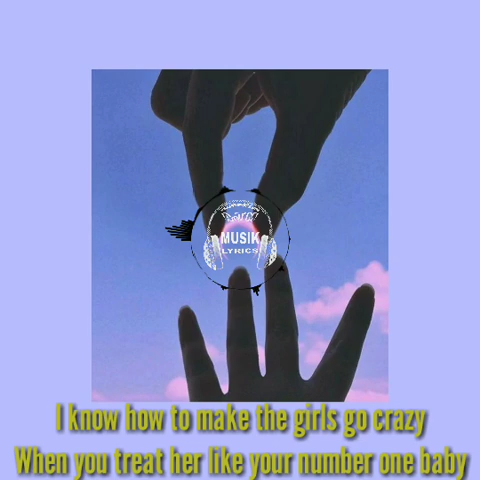 Darco
MUSIK
LYRICS
I know how to make the girls go crazy
When you treat her like your number one baby